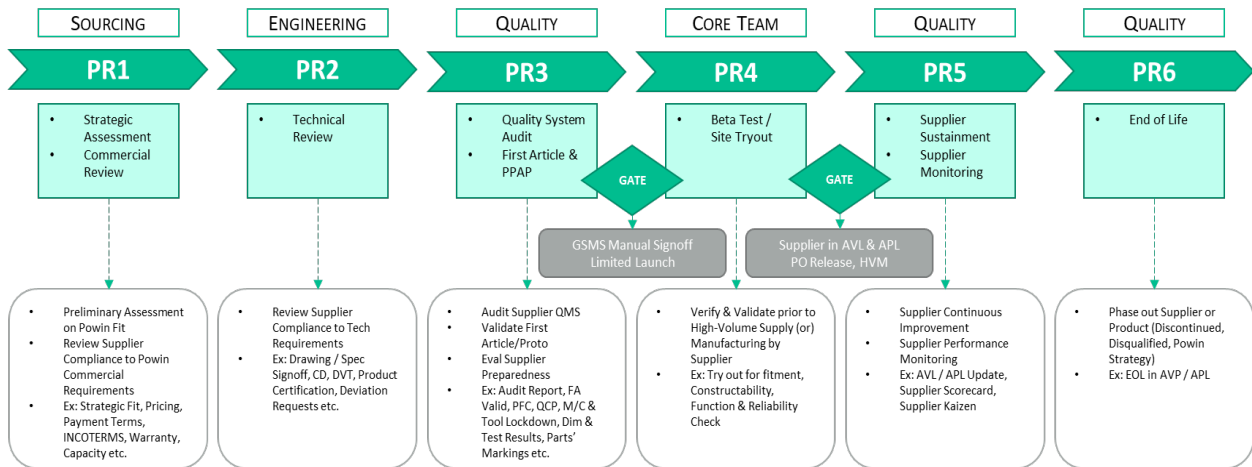 SOURCING
ENGINEERING
QUALITY
CORE TEAM
QUALITY
QUALITY
PR1
PR2
PR3
PR4
PR5
PR6
• Strategic
Assessment
• Commercial
Review
• Technical
Review
• Quality System
Audit
• First Article &
PPAP
• Beta Test /
Site Tryout
• Supplier
Sustainment
• Supplier
Monitoring
• End of Life
GATE
GATE
GSMS Manual Signoff
Limited Launch
Supplier in AVL & APL
PO Release, HVM
• Preliminary Assessment
on Powin Fit
• Review Supplier
Compliance to Powin
Commercial
Requirements
• Ex: Strategic Fit, Pricing,
Payment Terms,
INCOTERMS, Warranty,
Capacity etc.
• Review Supplier
Compliance to Tech
Requirements
• Ex: Drawing / Spec
Signoff, CD, DVT, Product
Certification, Deviation
Requests etc.
• Audit Supplier QMS
• Validate First
Article/Proto
• Eval Supplier
Preparedness
• Ex: Audit Report, FA
Valid, PFC, QCP, M/C &
Tool Lockdown, Dim &
Test Results, Parts'
Markings etc.
• Verify & Validate prior to
High-Volume Supply (or)
Manufacturing by
Supplier
• Ex: Try out for fitment,
Constructability,
Function & Reliability
Check
• Supplier Continuous
Improvement
• Supplier Performance
Monitoring
• Ex: AVL / APL Update,
Supplier Scorecard,
Supplier Kaizen
• Phase out Supplier or
Product (Discontinued,
Disqualified, Powin
Strategy)
• Ex: EOL in AVP / APL